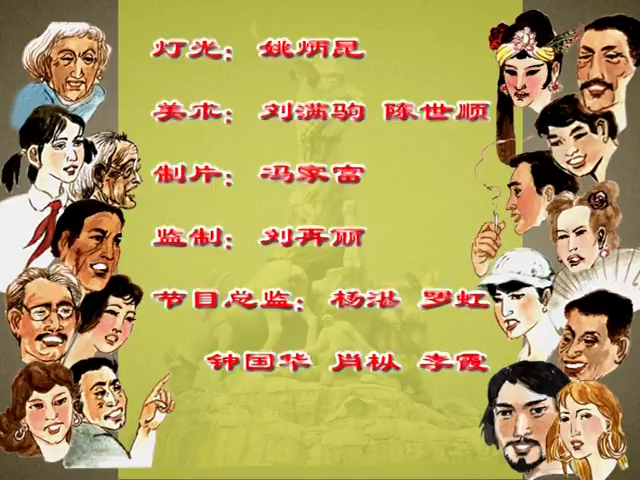 灯光：姚炳昆
美术：刘满驹 陈世顺
制片：冯家富
监制：刘再丽
节目总监：杨湛 罗虹
钟国华 肖枞 李霞